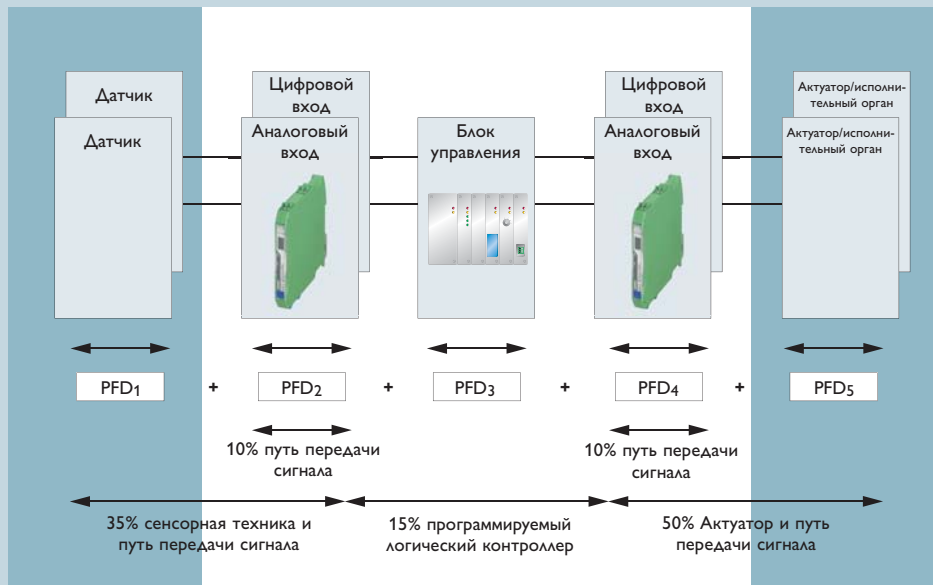 Датчик
Датчик
Цифровой
вход
Аналоговый
вход
Блок
управления
Цифровой
вход
Аналоговый
вход
Актуатор/исполни-
тельный орган
Актуатор/исполни-
тельный орган
PFD1 + PFD2 + PFD3 + PFD4 + PFD5
10% путь передачи
сигнала
10% путь передачи
сигнала
35% сенсорная техника и
путь передачи сигнала
15% программируемый
логический контроллер
50% Актуатор и путь
передачи сигнала